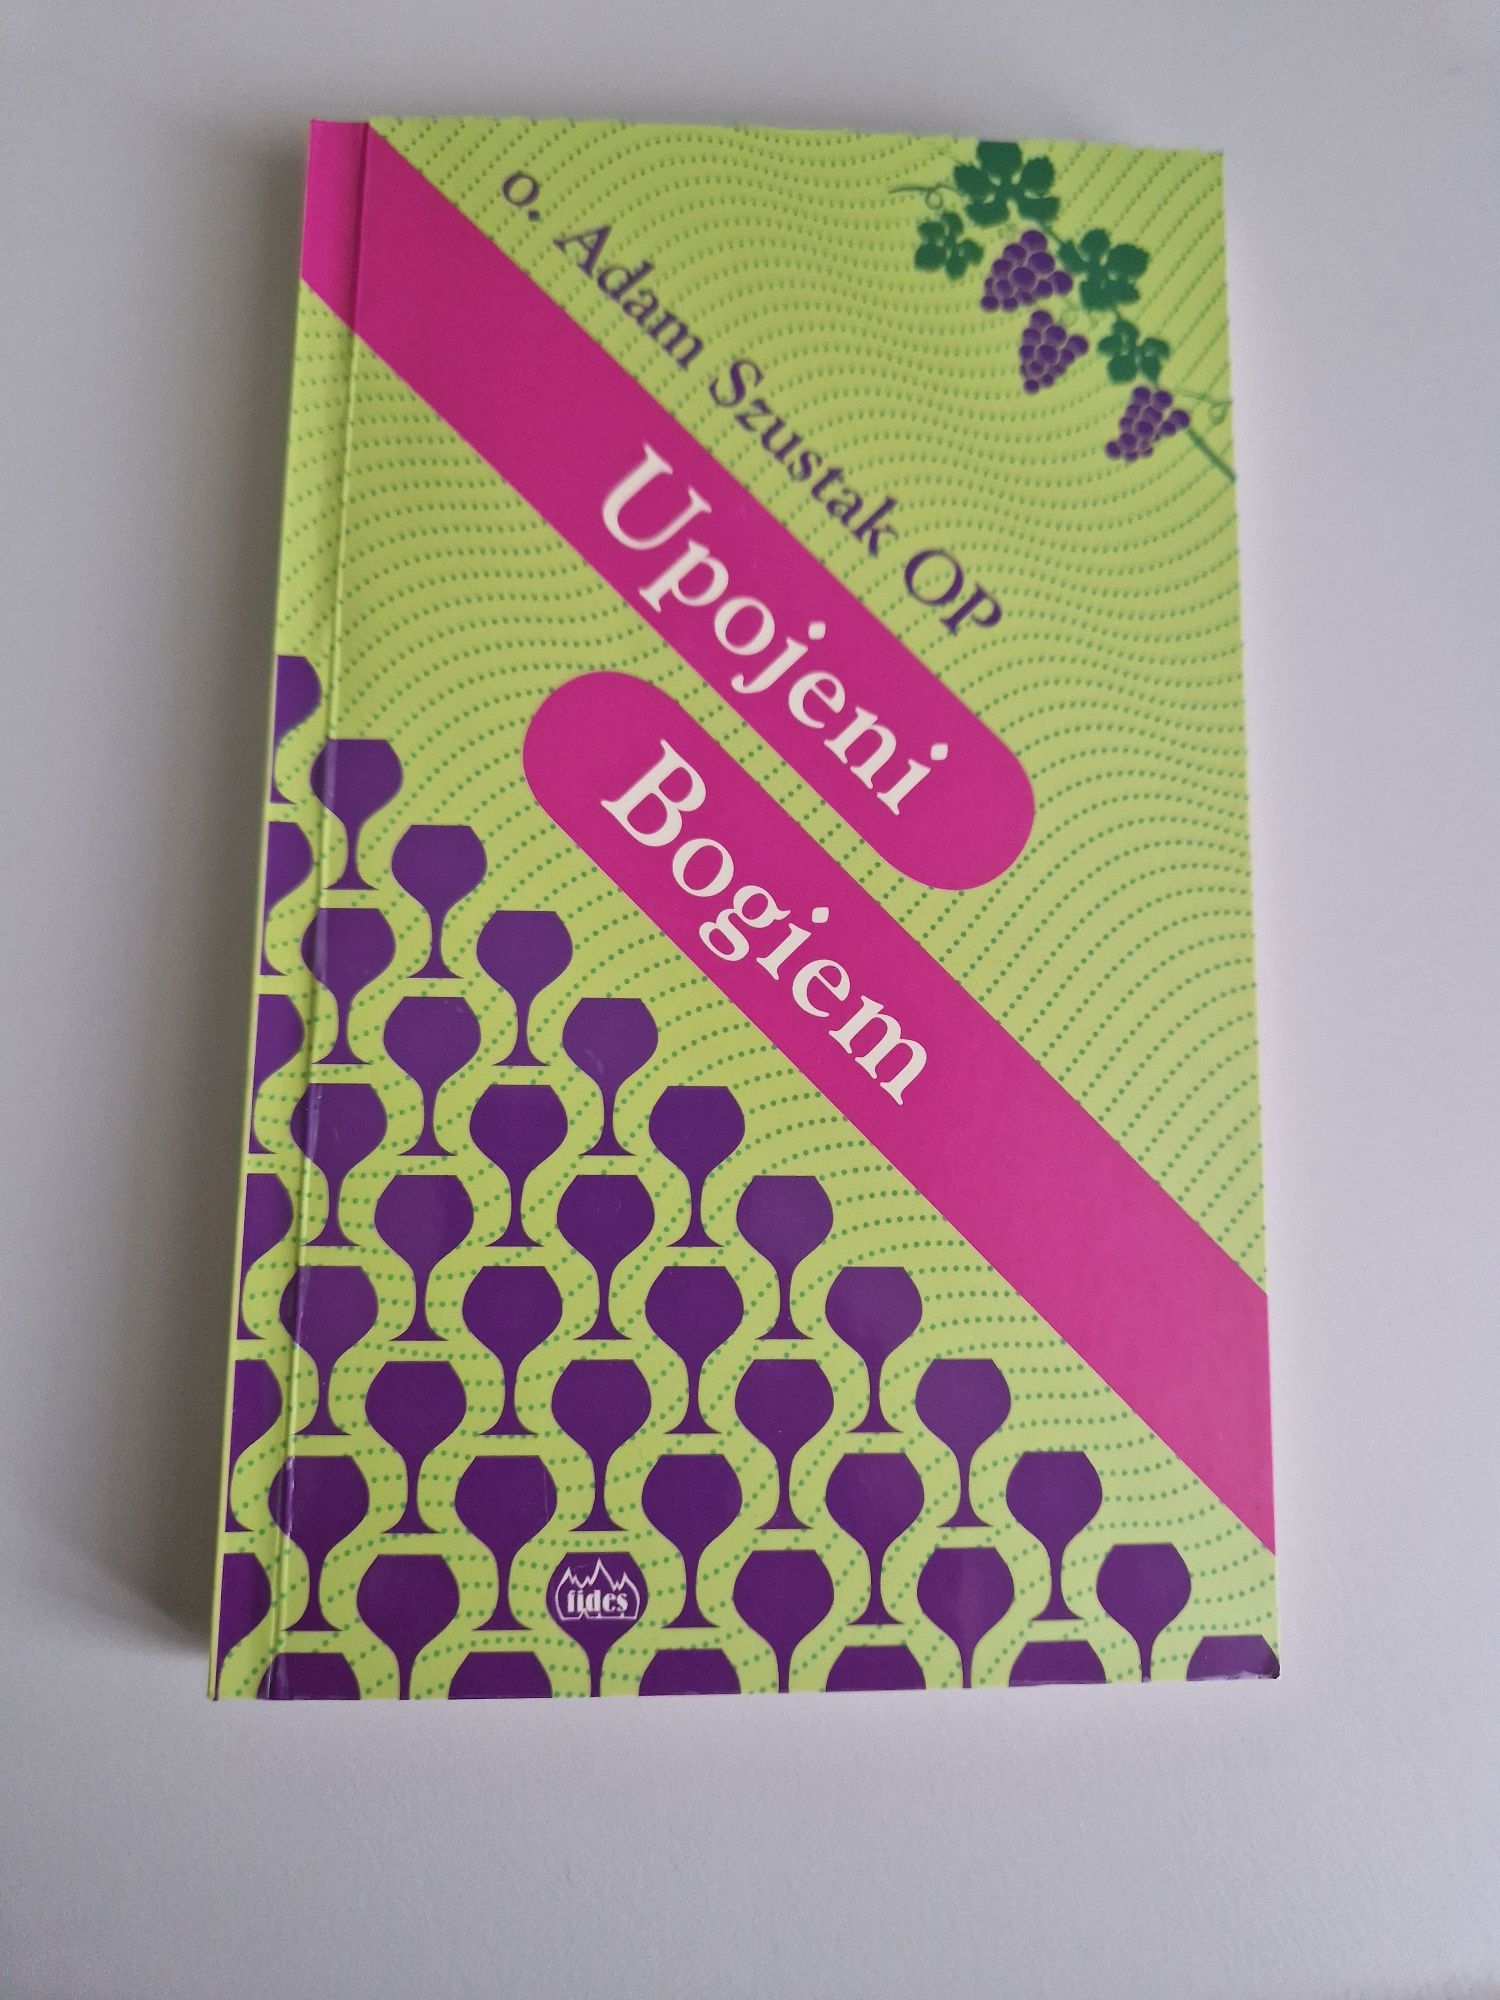 o. Adam Szustak OP
Upojeni
Bogiem
fides